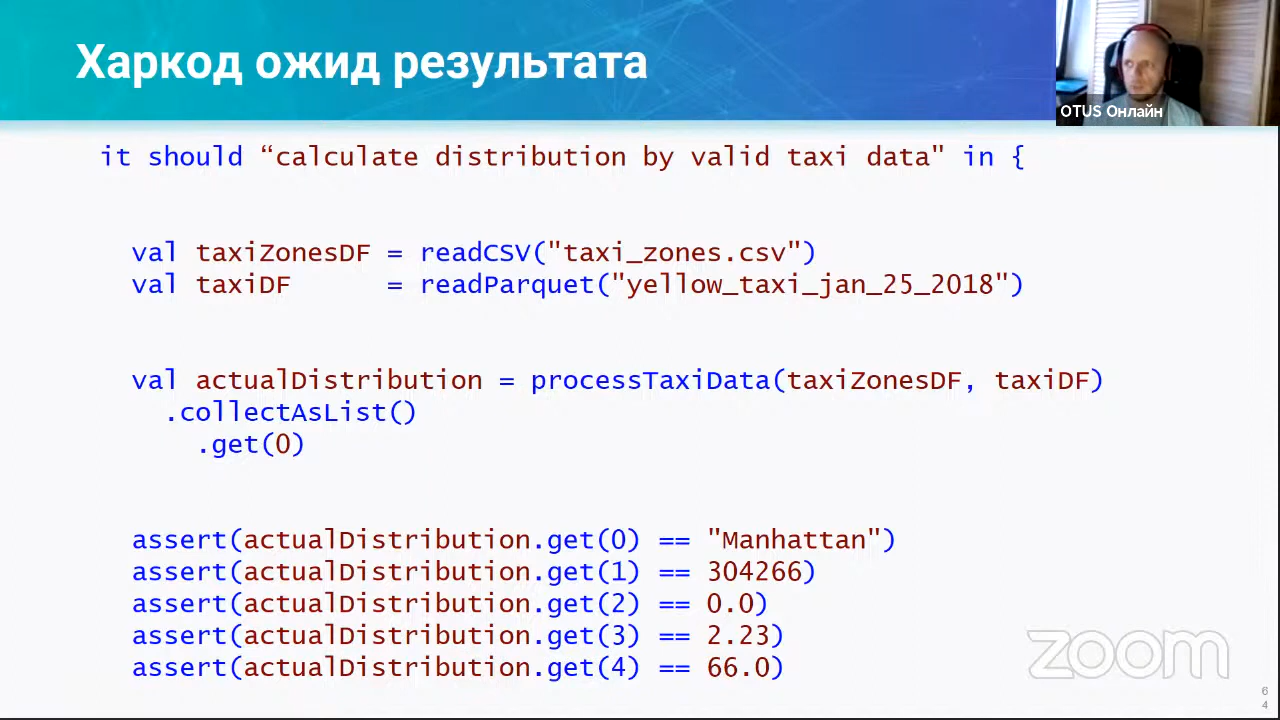 Харкод ожид результата
OTUS Онлайн
it should “calculate distribution by valid taxi data" in {
val taxiZonesDF = readCSV("taxi_zones.csv")
val taxiDF = readParquet("yellow_taxi_jan_25_2018")
val actualDistribution = processTaxiData(taxiZonesDF, taxiDF)
.collectAsList()
.get(0)
assert(actualDistribution.get(0) == "Manhattan")
assert(actualDistribution.get(1) == 304266)
assert(actualDistribution.get(2) == 0.0)
assert(actualDistribution.get(3) == 2.23)
assert(actualDistribution.get(4) == 66.0)
zoom
6
4